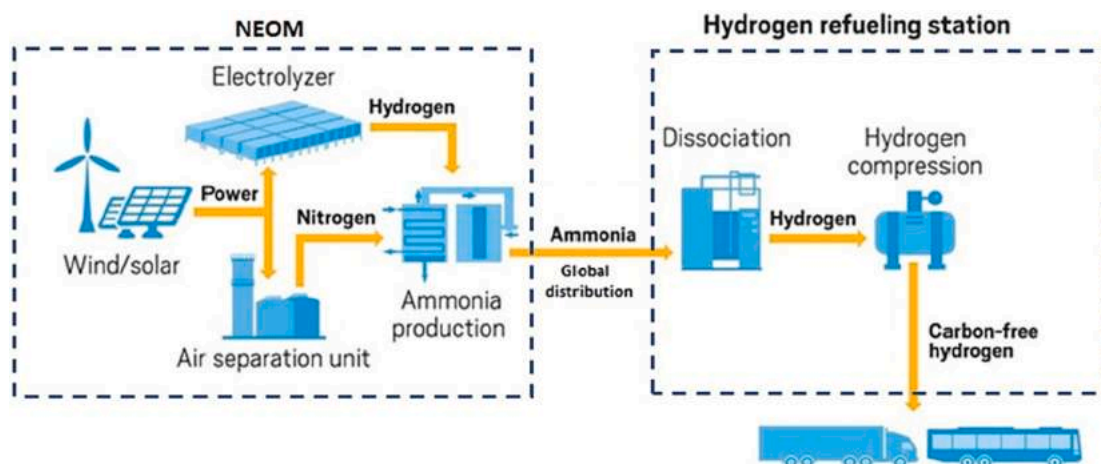 NEOM
Hydrogen refueling station
Electrolyzer
Hydrogen
Power
Wind/solar
Nitrogen
Air separation unit
Ammonia
production
Ammonia
Global
distribution
Dissociation
Hydrogen
Hydrogen
compression
Carbon-free
hydrogen